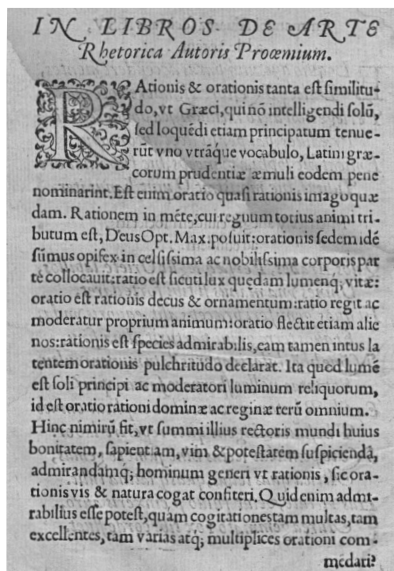 IN LIBROS DE ARTE
Rhetorica Autoris Proœmium.
RAtionis & orationis tanta est similitu-
do, vt Græci, qui nō intelligendi solū,
sed loquēdi etiam principatum tenue-
rūt vno vtrāque vocabulo, Latini græ-
corum prudentiæ æmuli eodem pene
nominarint. Est enim oratio quasi rationis imago quæ
dam. Rationem in mēte, cui regnum totius animi tri-
butum est, Deus Opt. Max. posuit: orationis sedem idē
summus opifex in celsissima ac nobilissima corporis par
te collocauit: ratio est sicuti lux quędam lumenq; vitæ:
oratio est rationis decus & ornamentum: ratio regit ac
moderatur proprium animum: oratio flectit etiam alie
nos: rationis est species admirabilis, eam tamen intus la
tentem orationis pulchritudo declarat. Ita quod lumē
est soli principi ac moderatori luminum reliquorum,
id est oratio rationi dominæ ac reginæ rerū omnium.
Hinc nimirū fit, vt summi illius rectoris mundi huius
bonitatem, sapientiam, vim & potestatem suspiciendā,
admirandamq; hominum generi vt rationis, sic ora-
tionis vis & natura cogat confiteri. Quid enim admi-
rabilius esse potest, quam cogitationes tam multas, tam
excellentes, tam varias atq; multiplices orationi com-
mēdari?